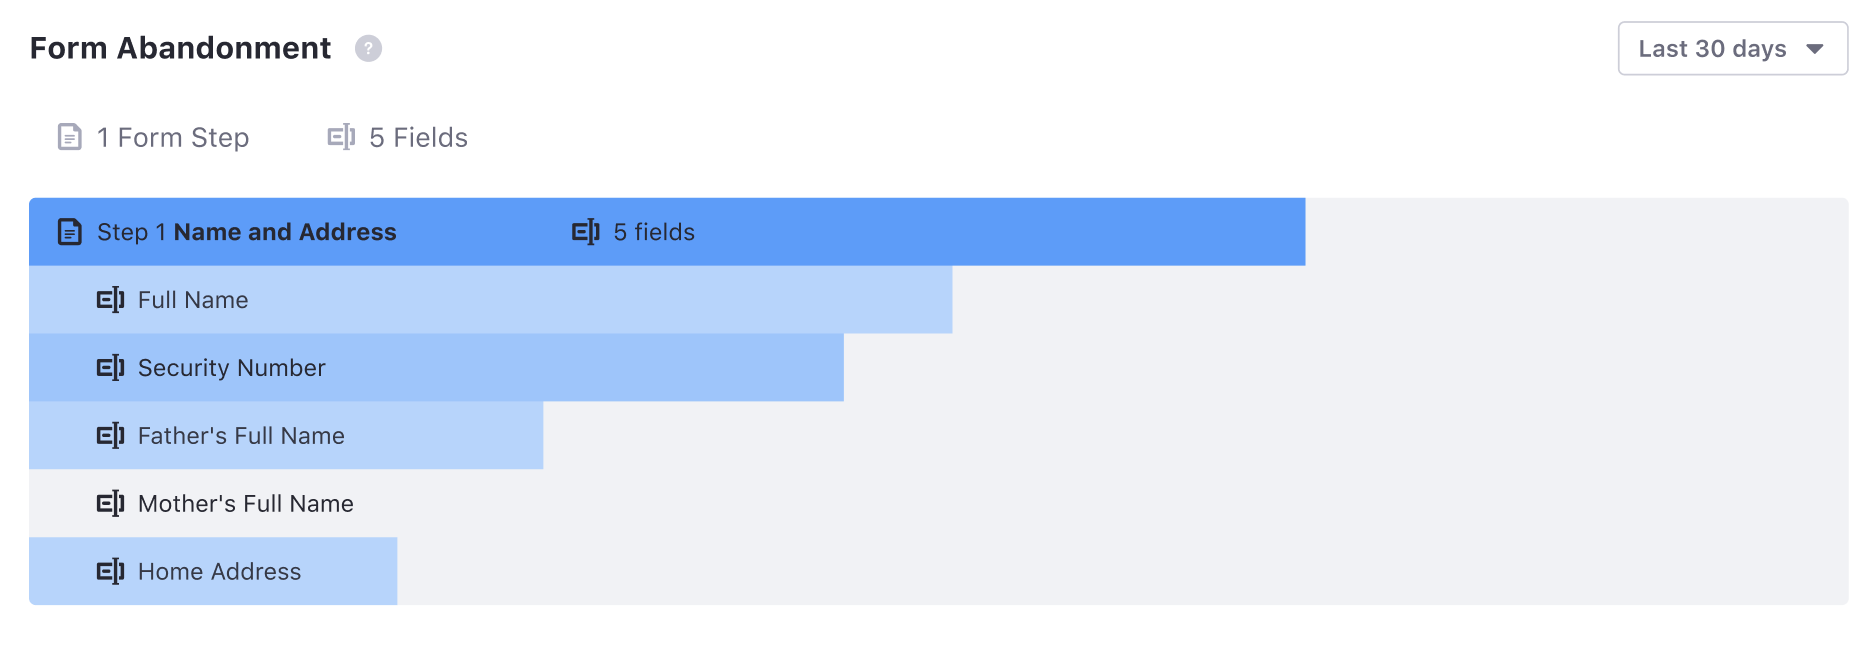 Form Abandonment ?
Last 30 days
1 Form Step
5 Fields
Step 1 Name and Address
5 fields
Full Name
Security Number
Father's Full Name
Mother's Full Name
Home Address